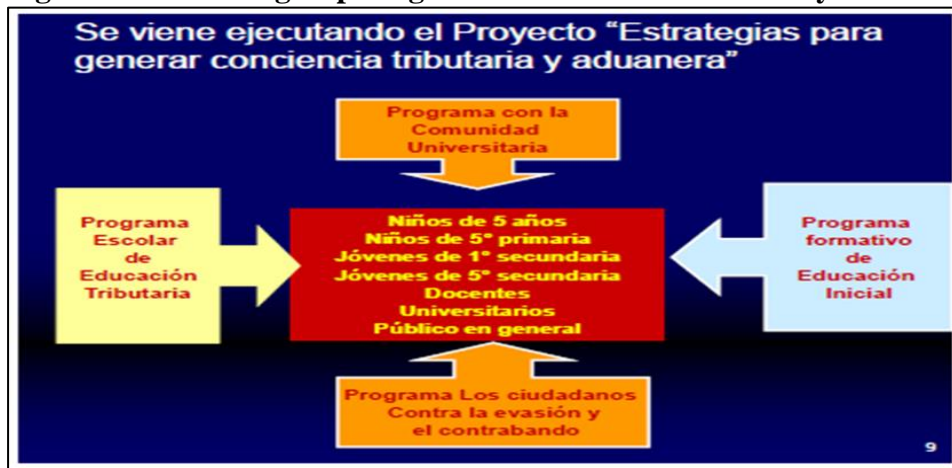 Se viene ejecutando el Proyecto “Estrategias para
generar conciencia tributaria y aduanera”
Programa con la
Comunidad
Universitaria
Programa
Escolar
de
Educación
Tributaria
Niños de 5 años
Niños de 5° primaria
Jóvenes de 1° secundaria
Jóvenes de 5° secundaria
Docentes
Universitarios
Público en general
Programa
formativo
de
Educación
Inicial
Programa Los ciudadanos
Contra la evasión y
el contrabando
9